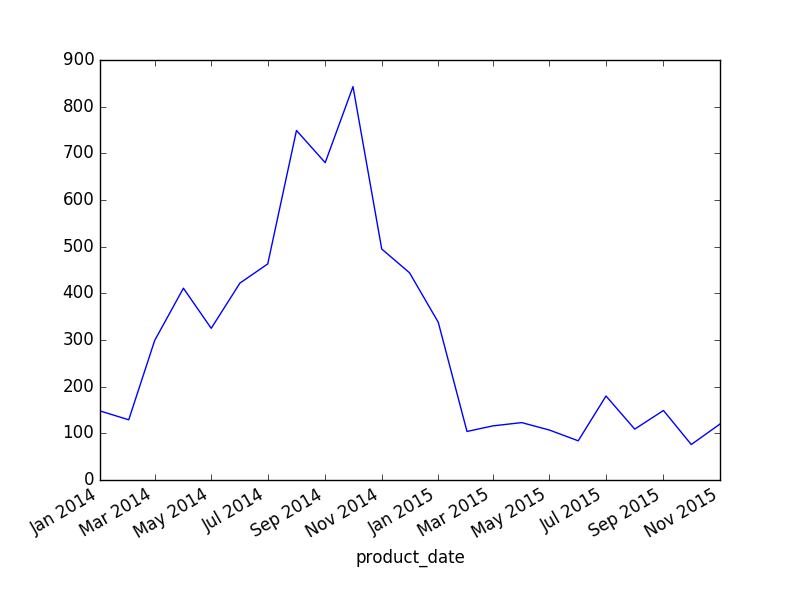 900
800
700
600
500
400
300
200
100
0
Jan 2014
Mar 2014
May 2014
Jul 2014
Sep 2014
Nov 2014
Jan 2015
Mar 2015
May 2015
Jul 2015
Sep 2015
Nov 2015
product_date